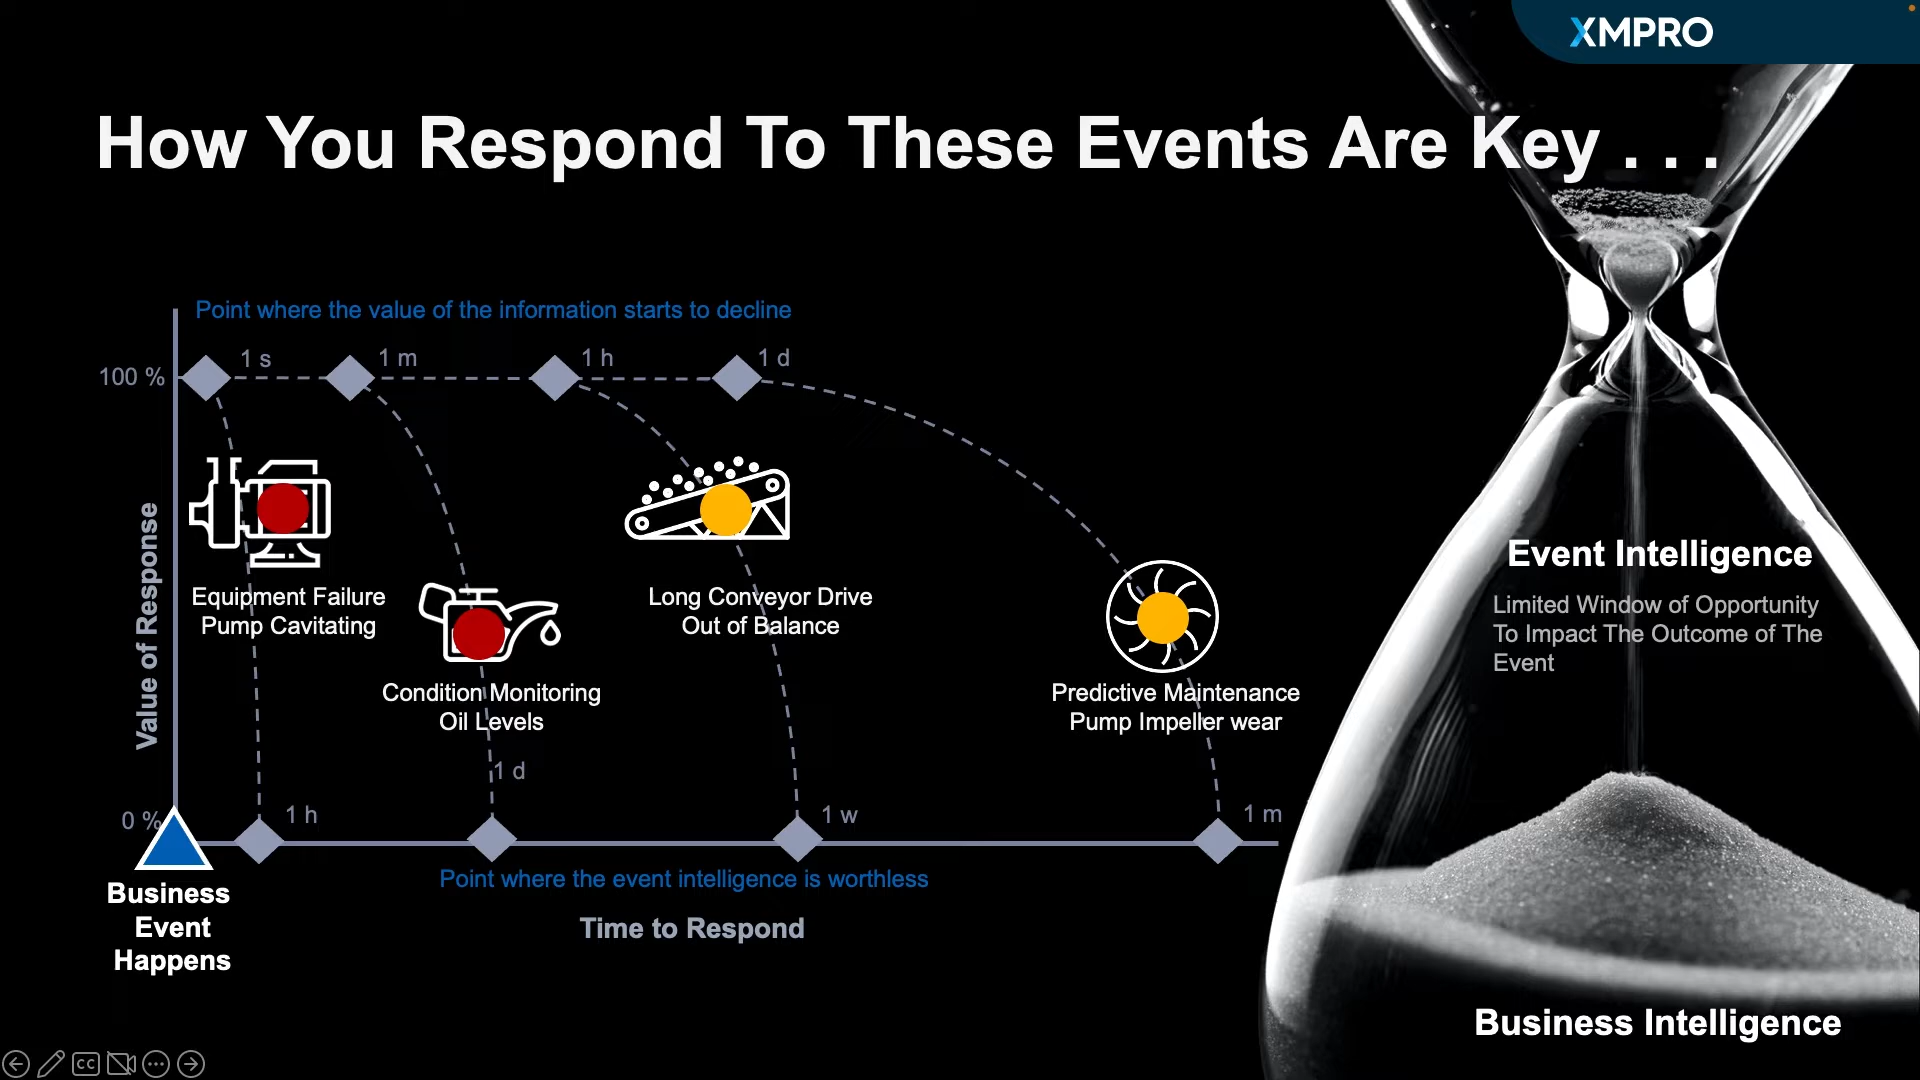 XMPRO
How You Respond To These Events Are Key . . .
Point where the value of the information starts to decline
1 s
1 m
1 h
1 d
100 %
Value of Response
Equipment Failure
Pump Cavitating
Condition Monitoring
Oil Levels
Long Conveyor Drive
Out of Balance
Predictive Maintenance
Pump Impeller wear
1 d
0 %
1 h
1 w
1 m
Point where the event intelligence is worthless
Time to Respond
Business
Event
Happens
Event Intelligence
Limited Window of Opportunity
To Impact The Outcome of The
Event
Business Intelligence
CC